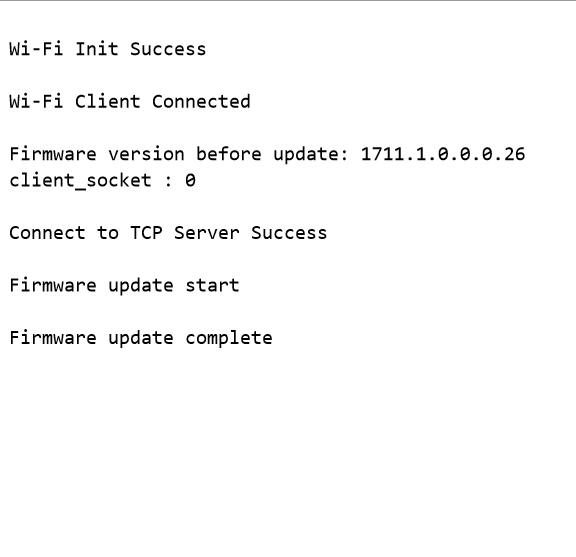 Wi-Fi Init Success
Wi-Fi Client Connected
Firmware version before update: 1711.1.0.0.0.26
client_socket : 0
Connect to TCP Server Success
Firmware update start
Firmware update complete